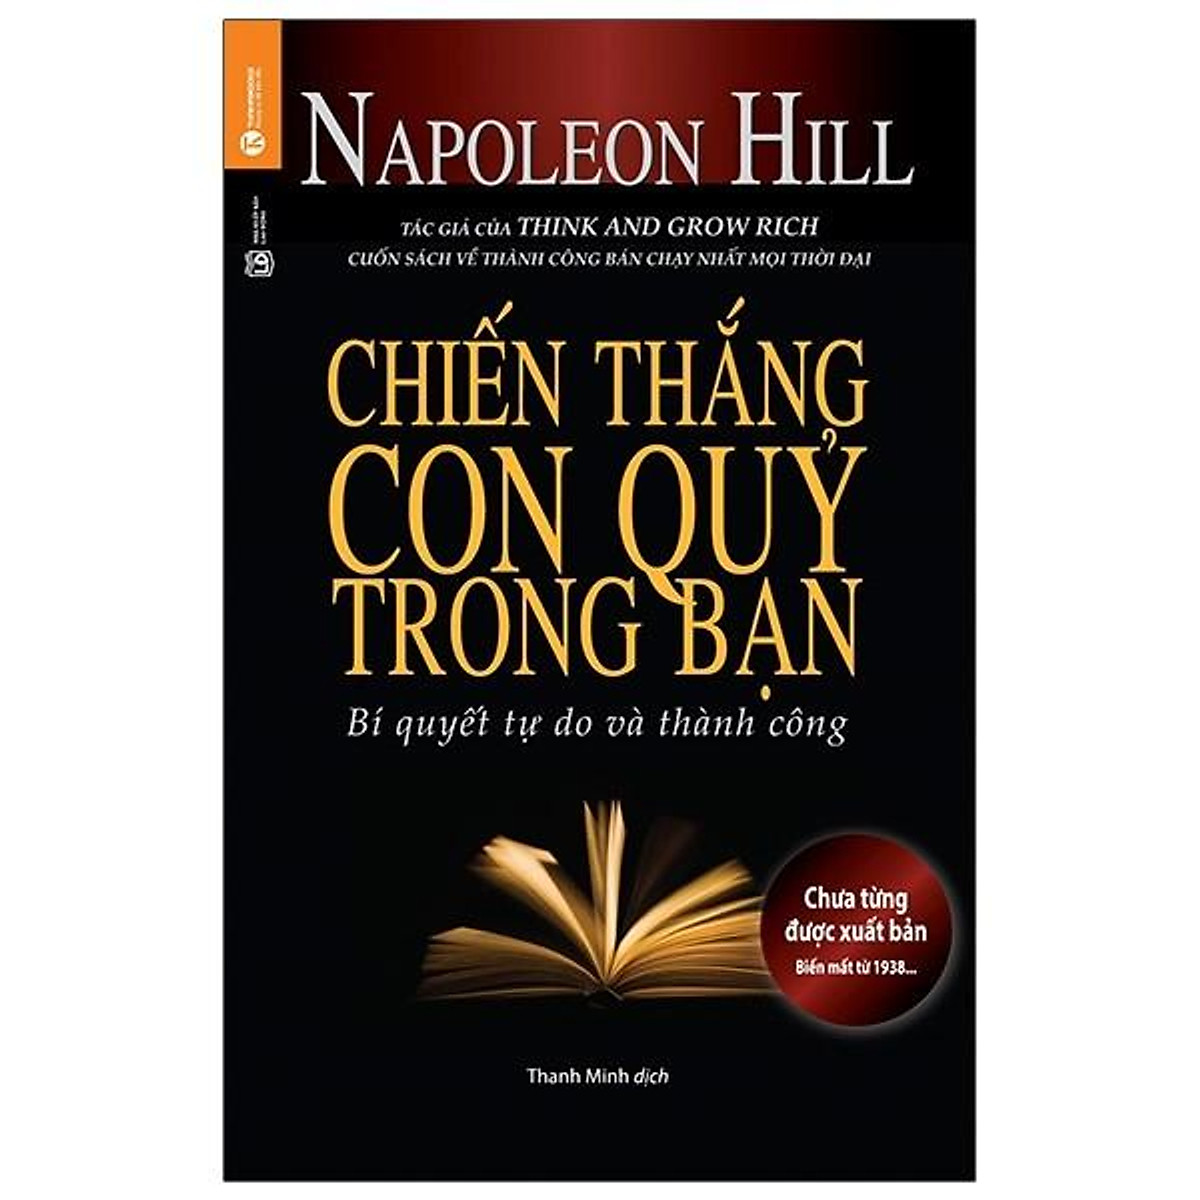 NAPOLEON HILL
TÁC GIẢ CỦA THINK AND GROW RICH
CUỐN SÁCH VỀ THÀNH CÔNG BÁN CHẠY NHẤT MỌI THỜI ĐẠI
CHIẾN THẮNG
CON QUỶ
TRONG BẠN
Bí quyết tự do và thành công
Chưa từng
được xuất bản
Biến mất từ 1938...
Thanh Minh dịch